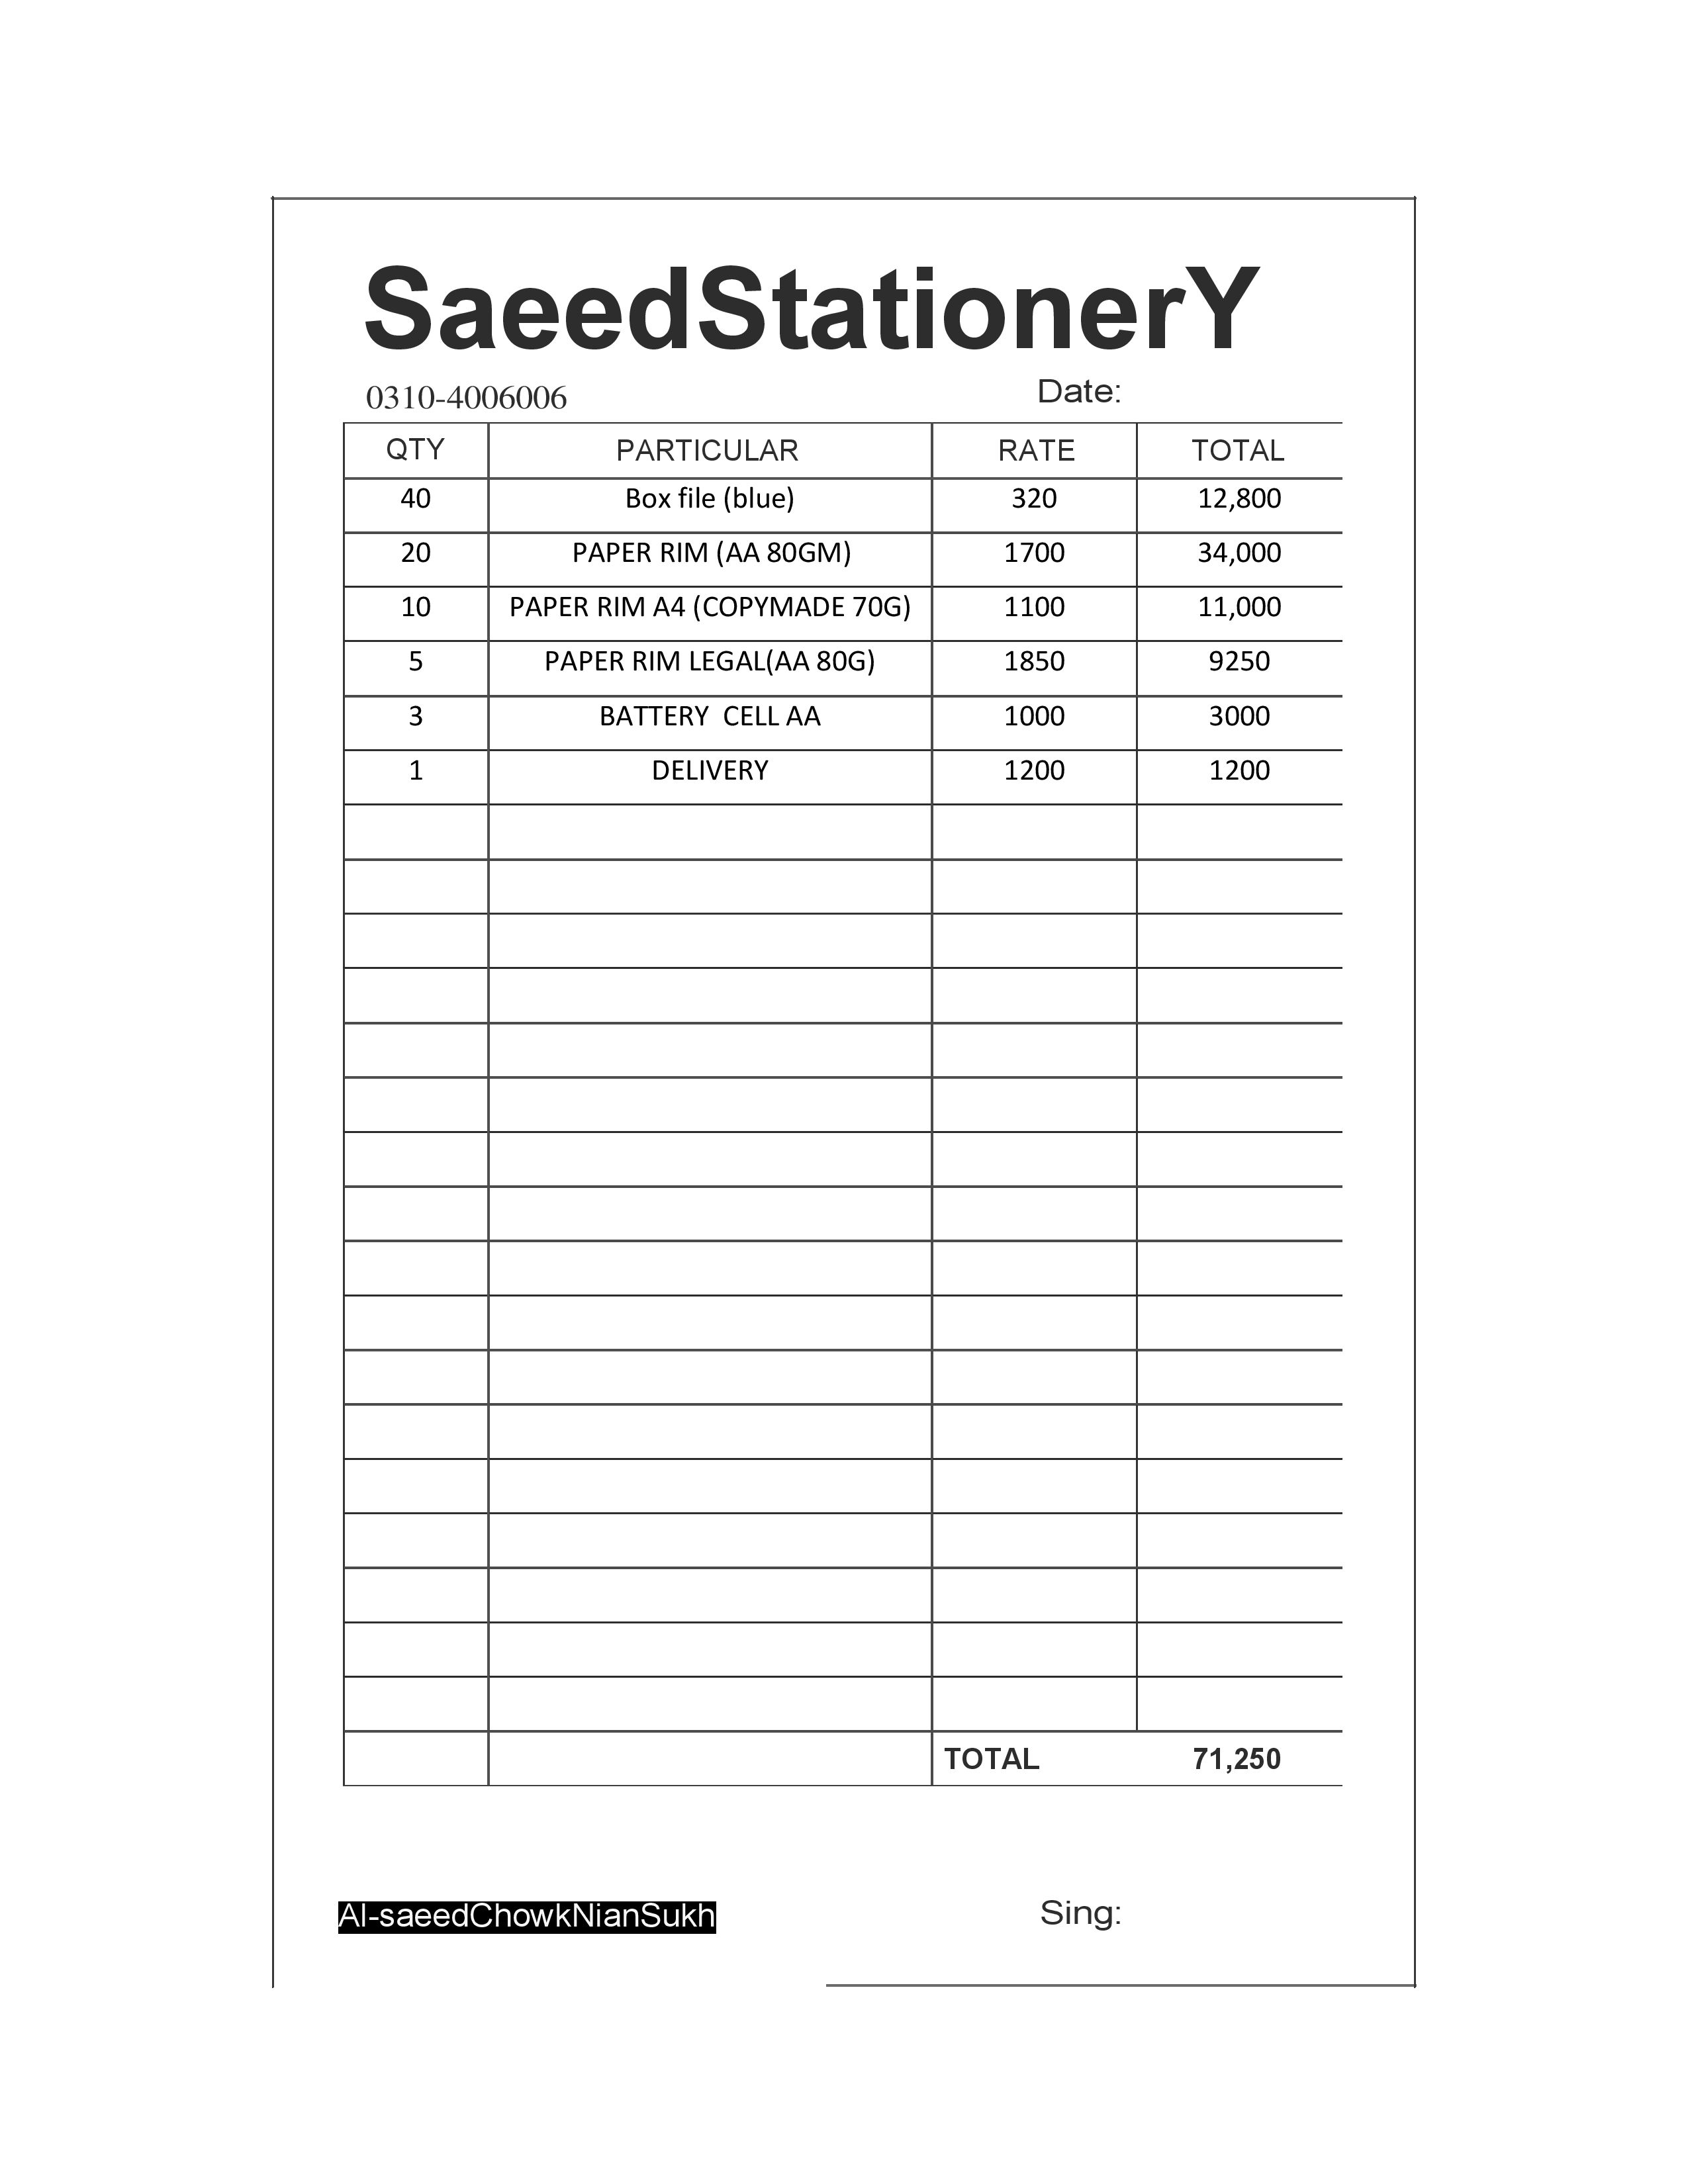 SaeedStationerY
0310-4006006 Date:
QTY PARTICULAR RATE TOTAL
40 Box file (blue) 320 12,800
20 PAPER RIM (AA 80GM) 1700 34,000
10 PAPER RIM A4 (COPYMADE 70G) 1100 11,000
5 PAPER RIM LEGAL(AA 80G) 1850 9250
3 BATTERY CELL AA 1000 3000
1 DELIVERY 1200 1200
TOTAL 71,250
Al-saeedChowkNianSukh Sing: